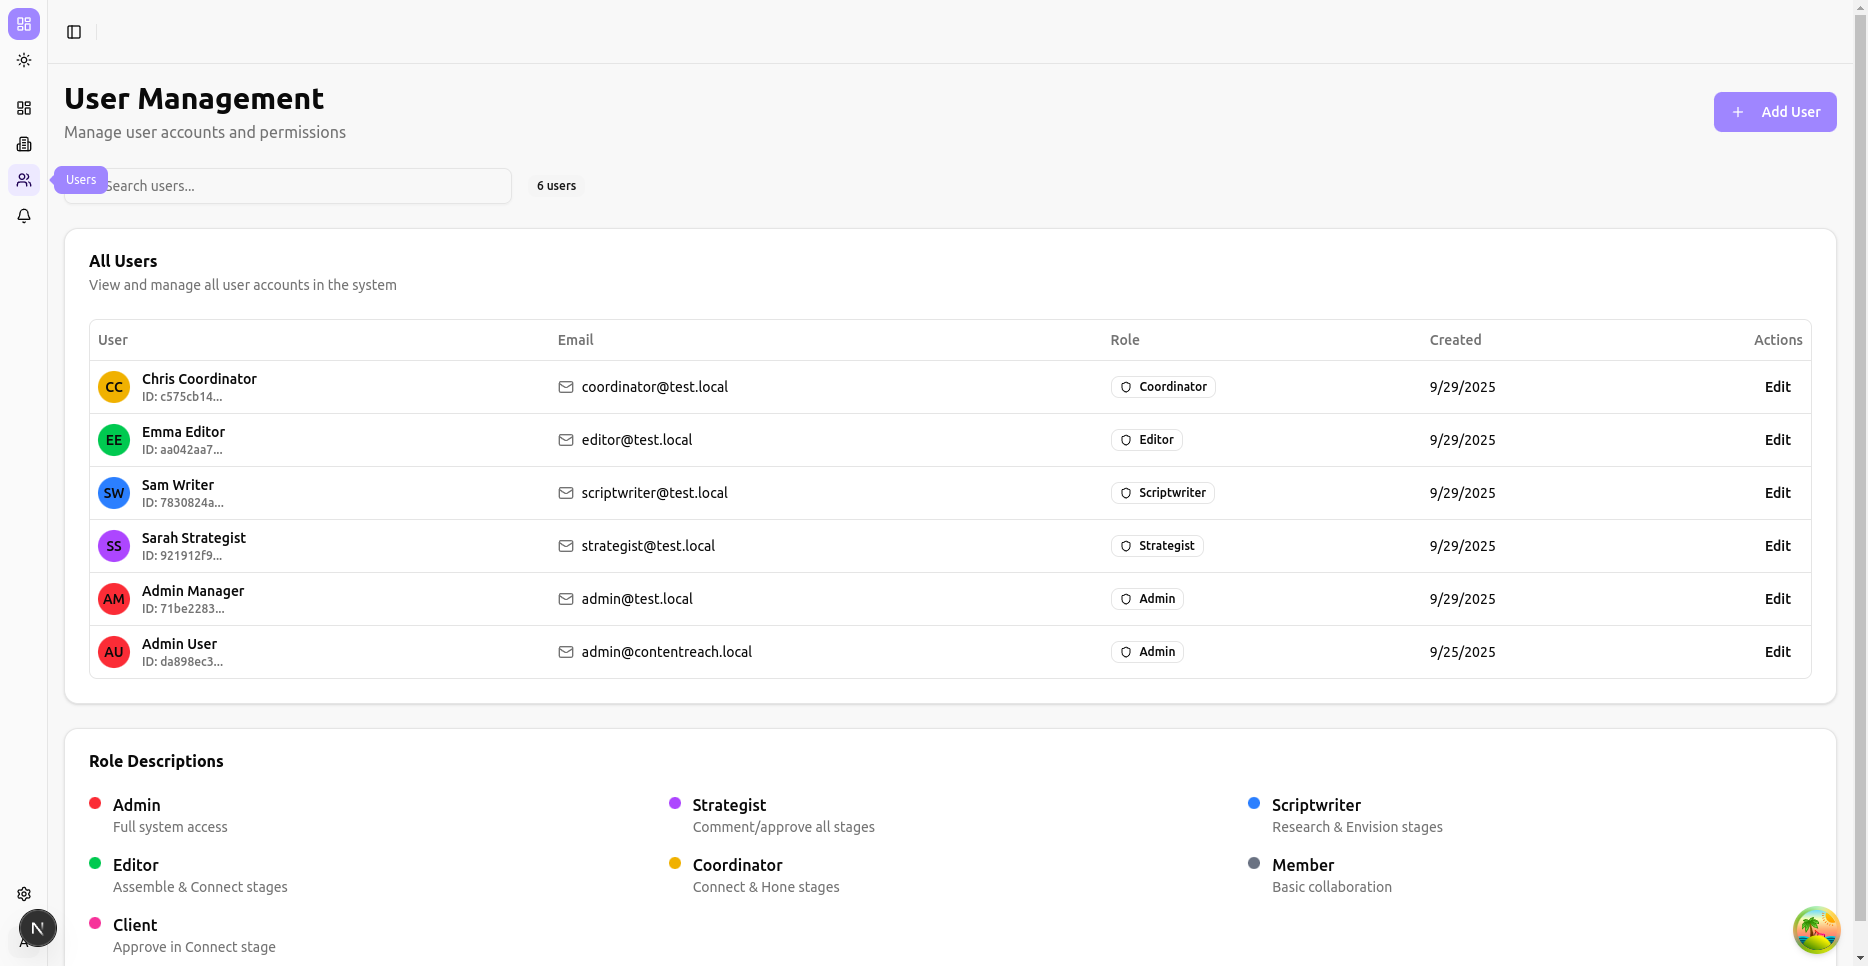 User Management
Manage user accounts and permissions
+ Add User
Users
Search users...
6 users
All Users
View and manage all user accounts in the system
User Email Role Created Actions
CC Chris Coordinator coordinator@test.local Coordinator 9/29/2025 Edit
ID: c575cb14...
EE Emma Editor editor@test.local Editor 9/29/2025 Edit
ID: aa042aa7...
SW Sam Writer scriptwriter@test.local Scriptwriter 9/29/2025 Edit
ID: 7830824a...
SS Sarah Strategist strategist@test.local Strategist 9/29/2025 Edit
ID: 921912f9...
AM Admin Manager admin@test.local Admin 9/29/2025 Edit
ID: 71be2283...
AU Admin User admin@contentreach.local Admin 9/25/2025 Edit
ID: da898ec3...
Role Descriptions
Admin
Full system access
Strategist
Comment/approve all stages
Scriptwriter
Research & Envision stages
Editor
Assemble & Connect stages
Coordinator
Connect & Hone stages
Member
Basic collaboration
Client
Approve in Connect stage
N
A